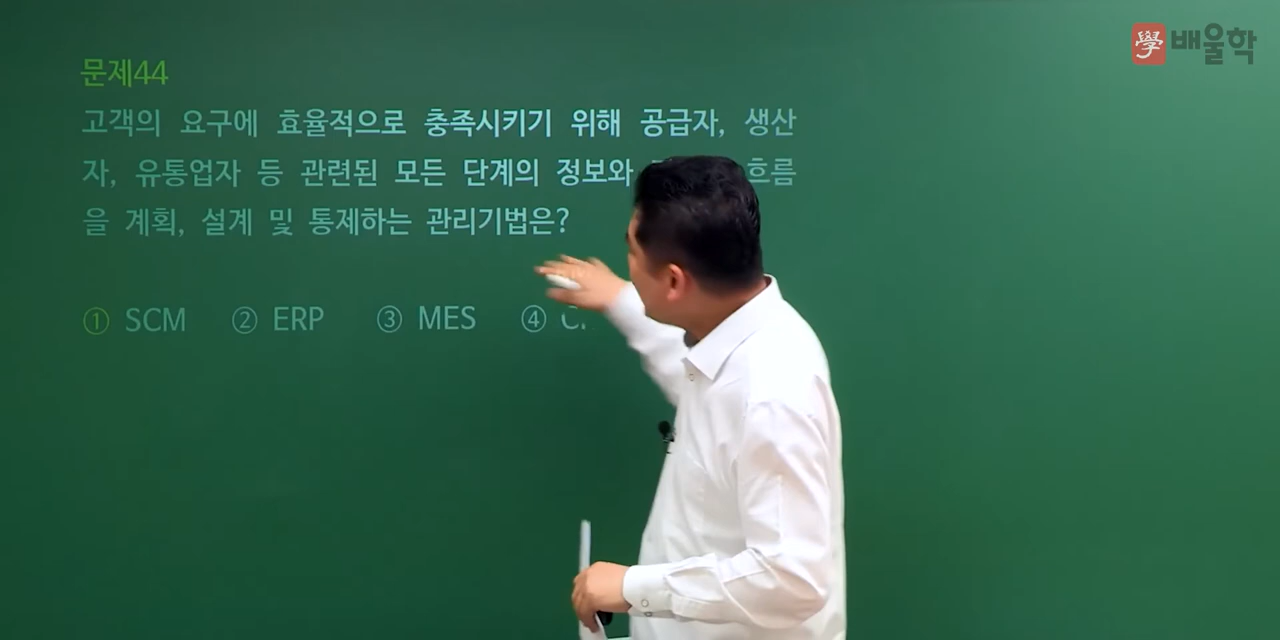 學 배울학
문제44
고객의 요구에 효율적으로 충족시키기 위해 공급자, 생산
자, 유통업자 등 관련된 모든 단계의 정보와 흐름
을 계획, 설계 및 통제하는 관리기법은?
① SCM ② ERP ③ MES ④